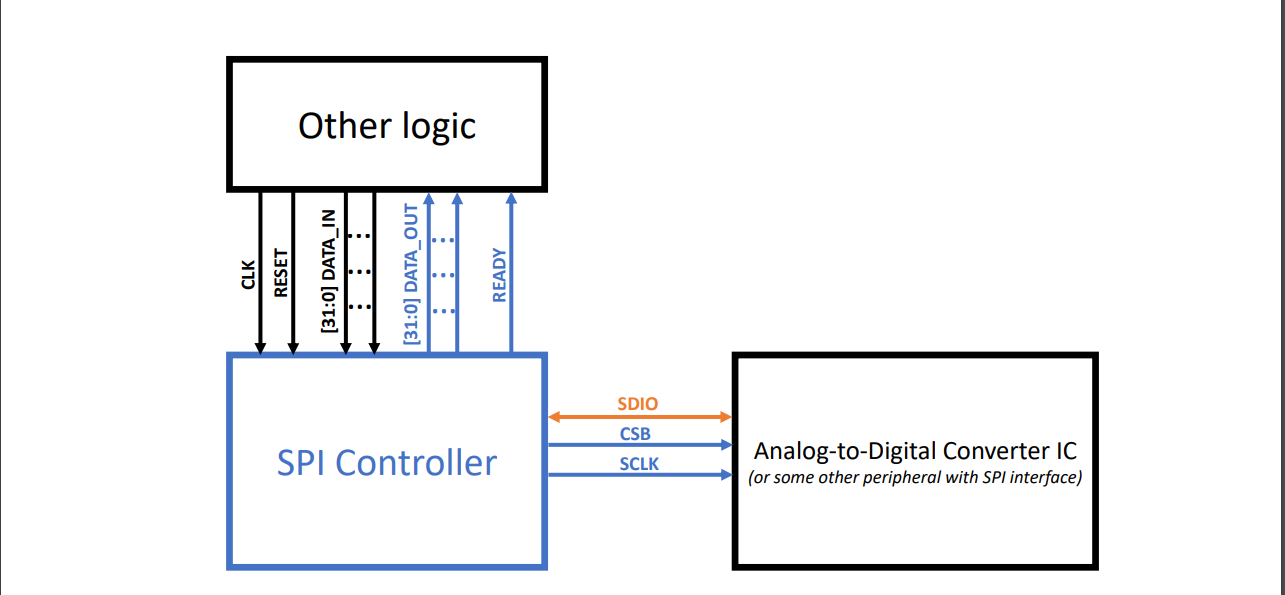 Other logic
CLK
RESET
[31:0] DATA_IN
...
...
...
[31:0] DATA_OUT
...
...
...
READY
SPI Controller
SDIO
CSB
SCLK
Analog-to-Digital Converter IC
(or some other peripheral with SPI interface)